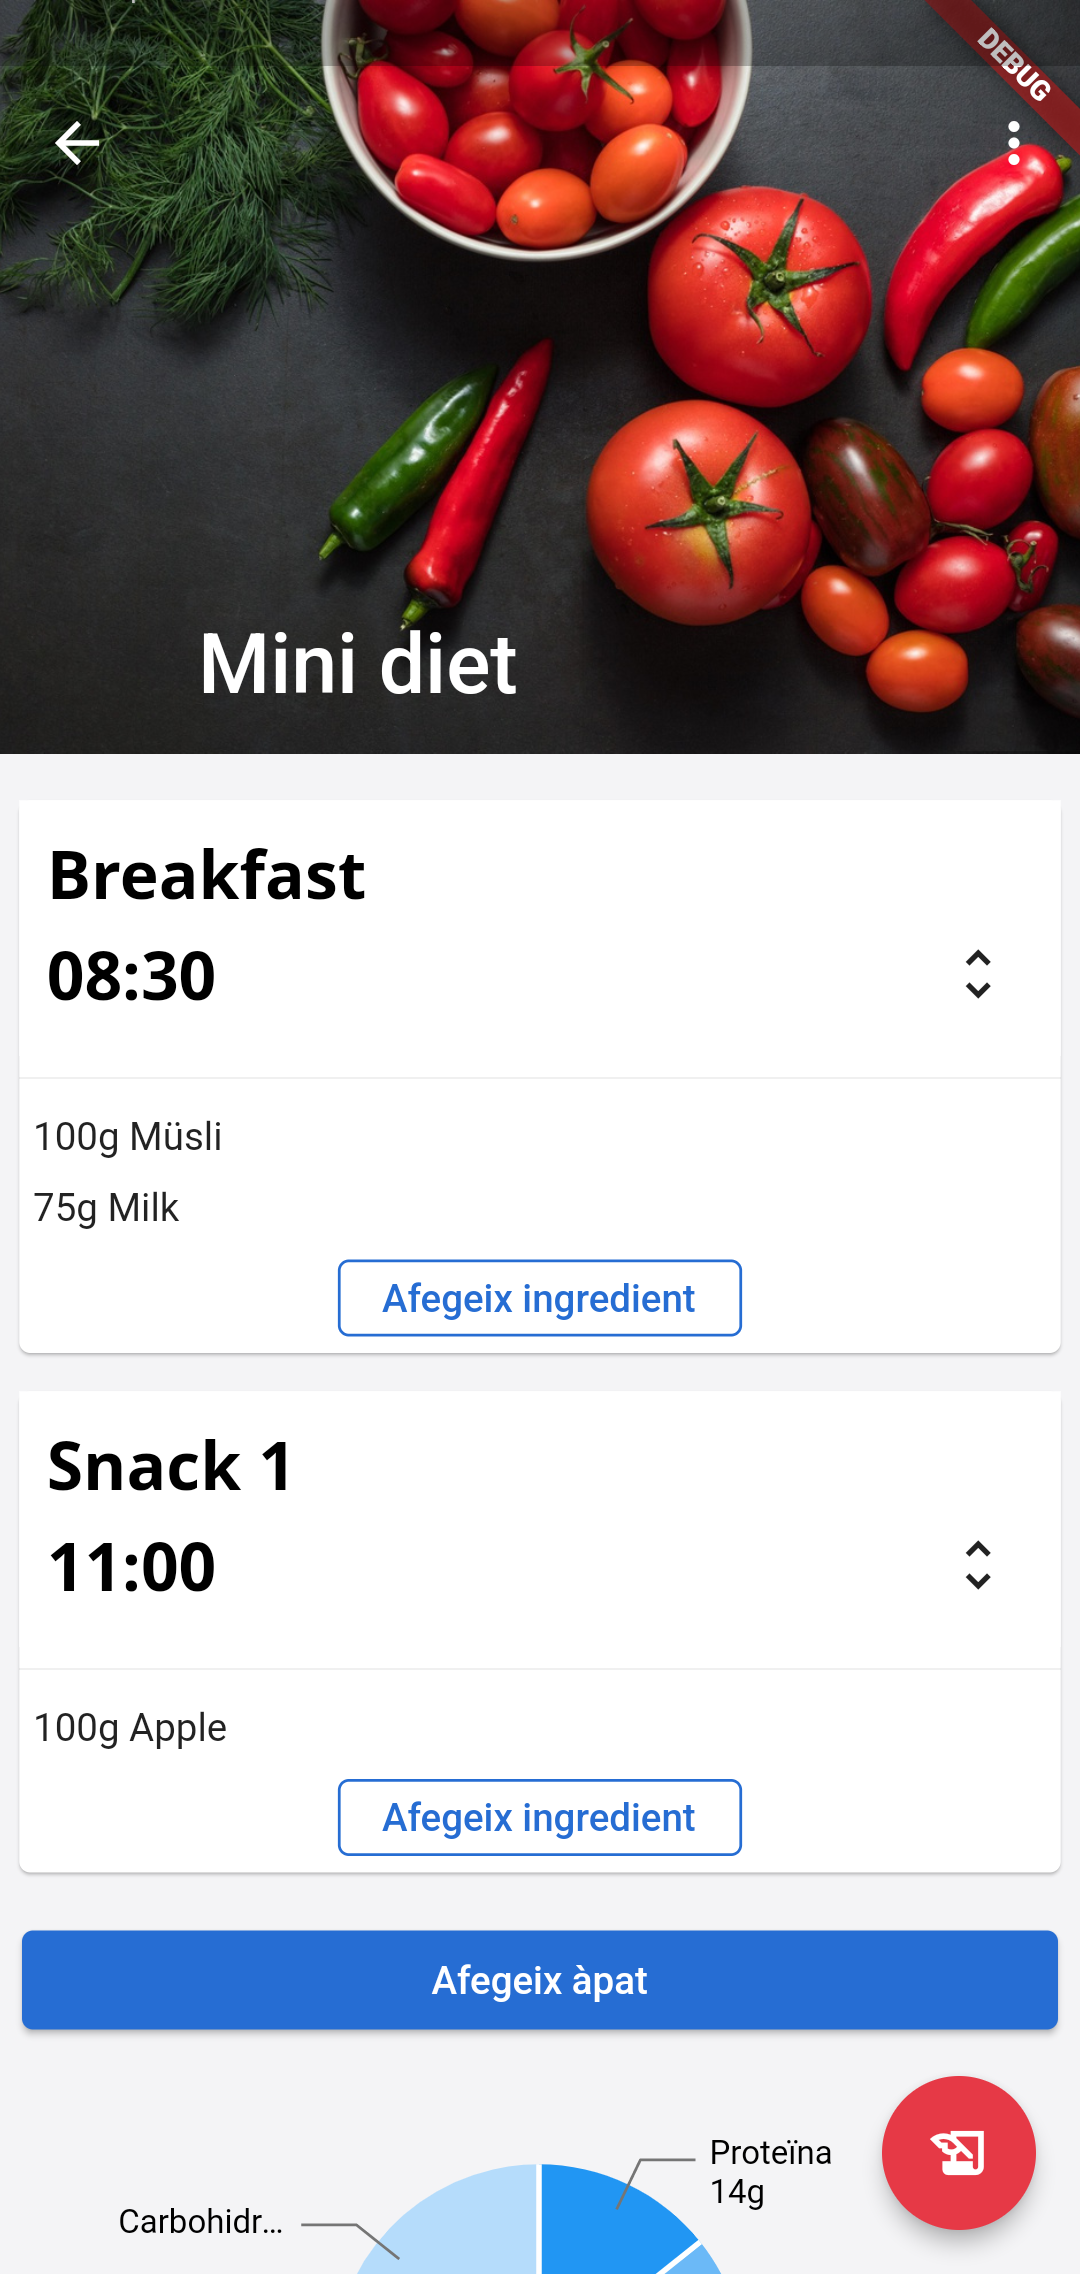 DEBUG
Mini diet
Breakfast
08:30
100g Müsli
75g Milk
Afegeix ingredient
Snack 1
11:00
100g Apple
Afegeix ingredient
Afegeix àpat
Proteïna
14g
Carbohidr…